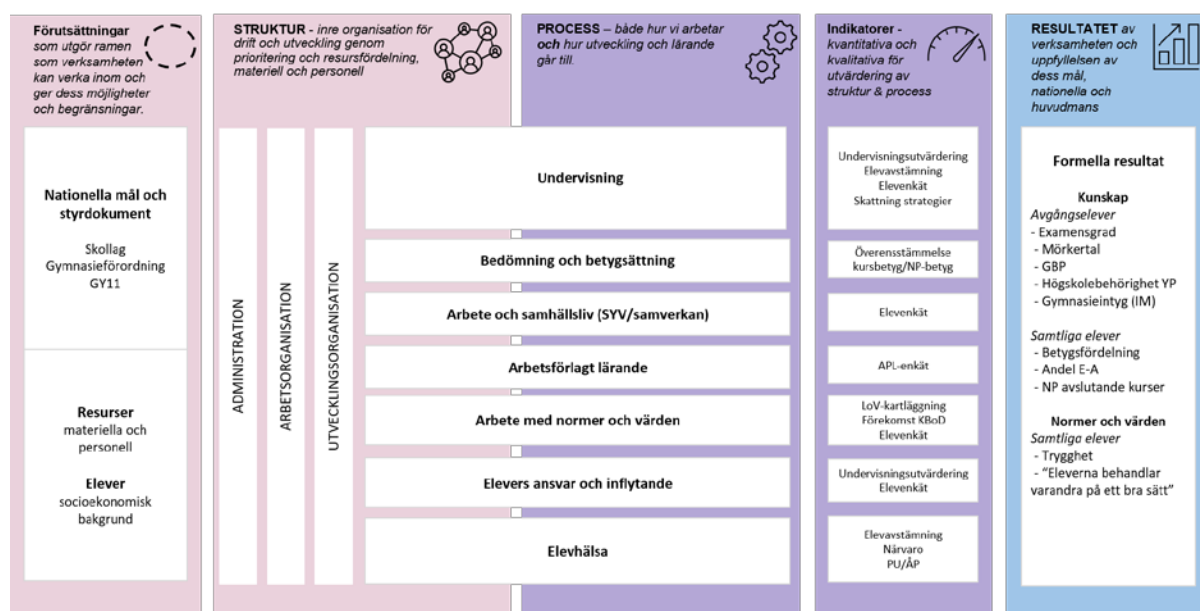 Förutsättningar
som utgör ramen
som verksamheten
kan verka inom och
ger dess möjligheter
och begränsningar.
Nationella mål och
styrdokument
Skollag
Gymnasieförordning
GY11
Resurser
materiella och
personell
Elever
socioekonomisk
bakgrund
STRUKTUR - inre organisation för
drift och utveckling genom
prioritering och resursfördelning,
materiell och personell
ADMINISTRATION
ARBETSORGANISATION
UTVECKLINGSORGANISATION
PROCESS – både hur vi arbetar
och hur utveckling och lärande
går till.
Undervisning
Bedömning och betygsättning
Arbete och samhällsliv (SYV/samverkan)
Arbetsförlagt lärande
Arbete med normer och värden
Elevers ansvar och inflytande
Elevhälsa
Indikatorer -
kvantitativa och
kvalitativa för
utvärdering av
struktur & process
Undervisningsutvärdering
Elevavstämning
Elevenkät
Skattning strategier
Överensstämmelse
kursbetyg/NP-betyg
Elevenkät
APL-enkät
LoV-kartläggning
Förekomst KBoD
Elevenkät
Undervisningsutvärdering
Elevenkät
Elevavstämning
Närvaro
PU/ÅP
RESULTATET av
verksamheten och
uppfyllelsen av
dess mål,
nationella och
huvudmans
Formella resultat
Kunskap
Avgångselever
- Examensgrad
- Mörkertal
- GBP
- Högskolebehörighet YP
- Gymnasieintyg (IM)
Samtliga elever
- Betygsfördelning
- Andel E-A
- NP avslutande kurser
Normer och värden
Samtliga elever
- Trygghet
- “Eleverna behandlar
varandra på ett bra sätt”